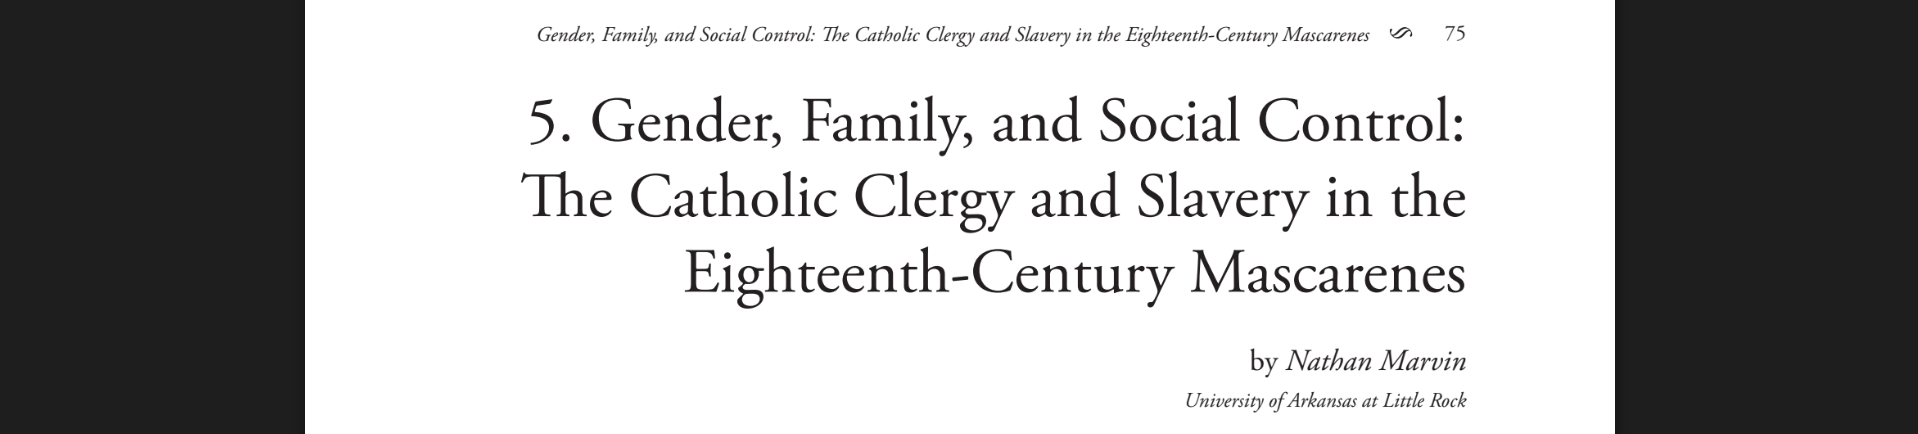 Gender, Family, and Social Control: The Catholic Clergy and Slavery in the Eighteenth-Century Mascarenes 75
5. Gender, Family, and Social Control:
The Catholic Clergy and Slavery in the
Eighteenth-Century Mascarenes
by Nathan Marvin
University of Arkansas at Little Rock